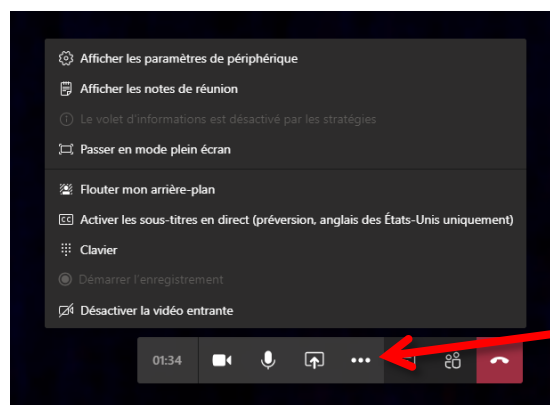 Afficher les paramètres de périphérique
Afficher les notes de réunion
Le volet d'informations est désactivé par les stratégies
Passer en mode plein écran
Flouter mon arrière-plan
CC Activer les sous-titres en direct (préversion, anglais des États-Unis uniquement)
Clavier
Démarrer l'enregistrement
Désactiver la vidéo entrante
01:34